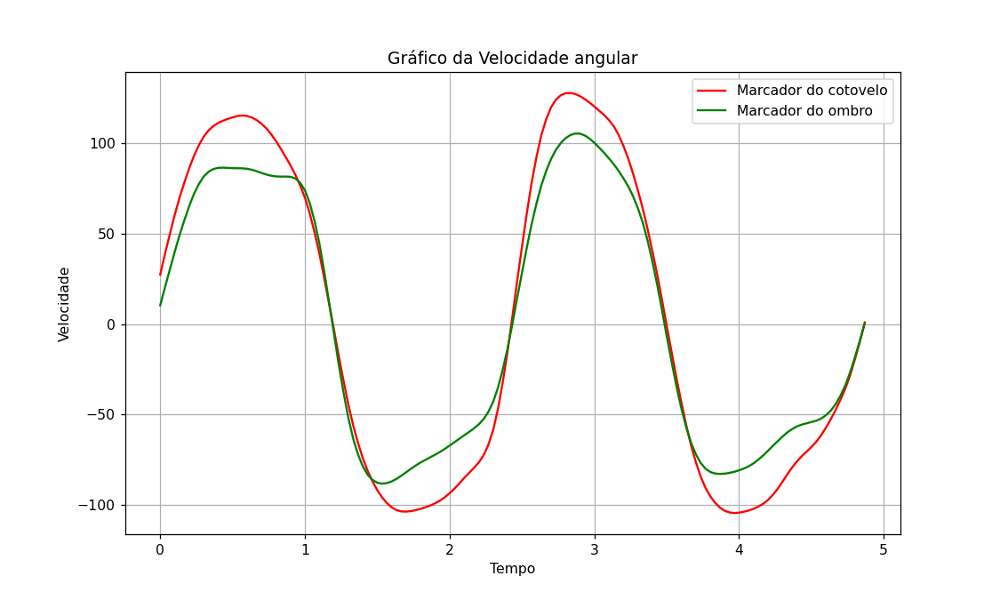 Gráfico da Velocidade angular
Marcador do cotovelo
Marcador do ombro
Velocidade
100
50
0
−50
−100
0 1 2 3 4 5
Tempo